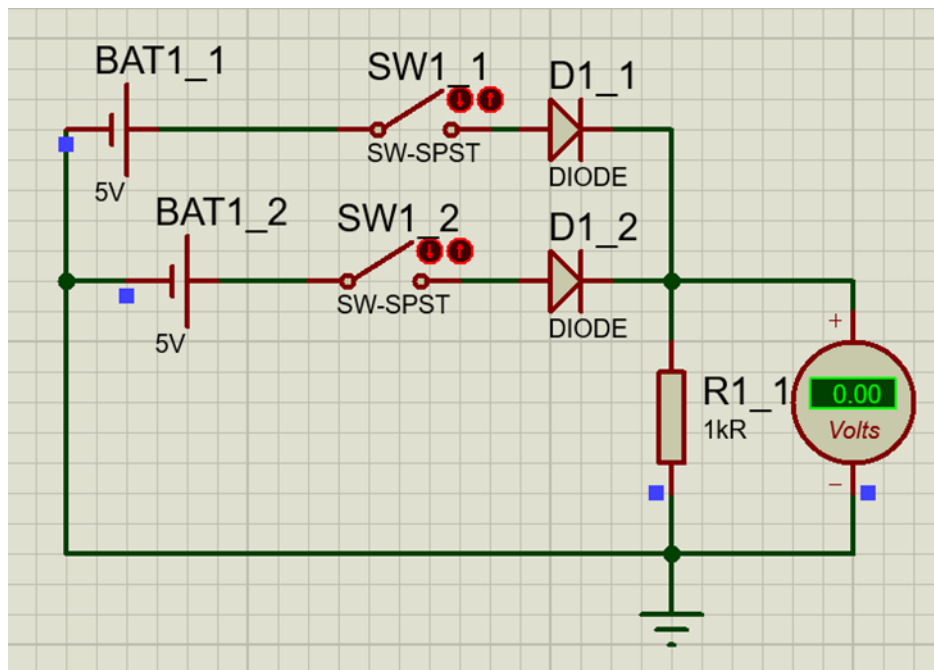 BAT1_1
SW1_1
D1_1
SW-SPST
DIODE
5V
BAT1_2
SW1_2
D1_2
SW-SPST
DIODE
5V
+
R1_1
1kR
0.00
Volts
−